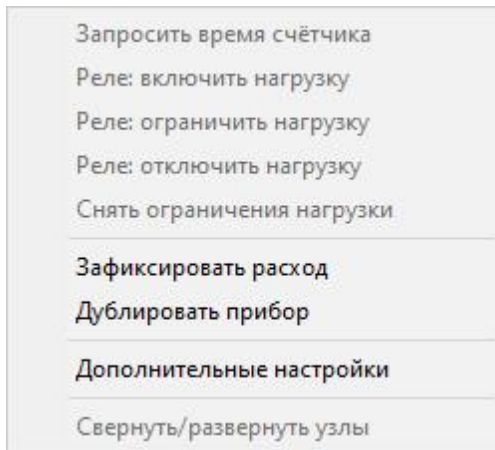 Запросить время счётчика
Реле: включить нагрузку
Реле: ограничить нагрузку
Реле: отключить нагрузку
Снять ограничения нагрузки
Зафиксировать расход
Дублировать прибор
Дополнительные настройки
Свернуть/развернуть узлы